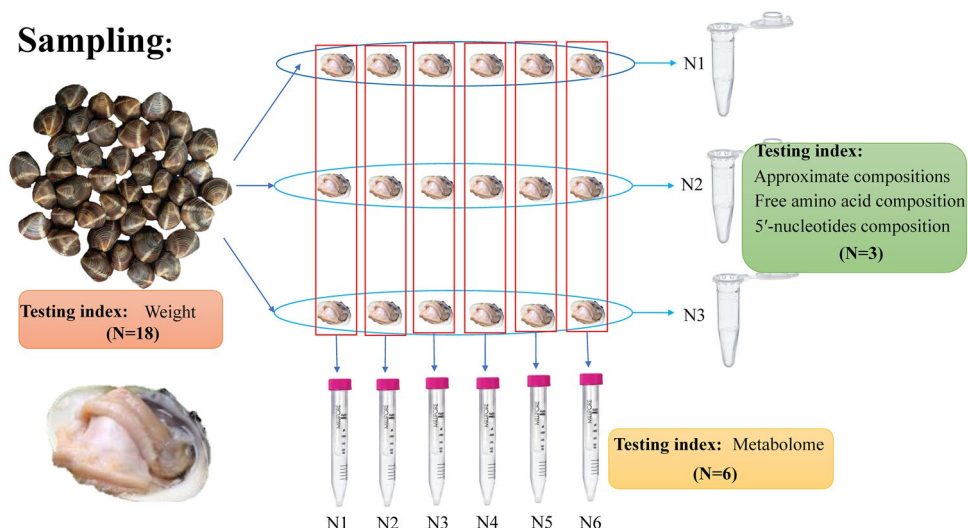 Sampling:
N1
N2
N3
Testing index:
Approximate compositions
Free amino acid composition
5′-nucleotides composition
(N=3)
Testing index: Weight
(N=18)
Testing index: Metabolome
(N=6)
N1 N2 N3 N4 N5 N6